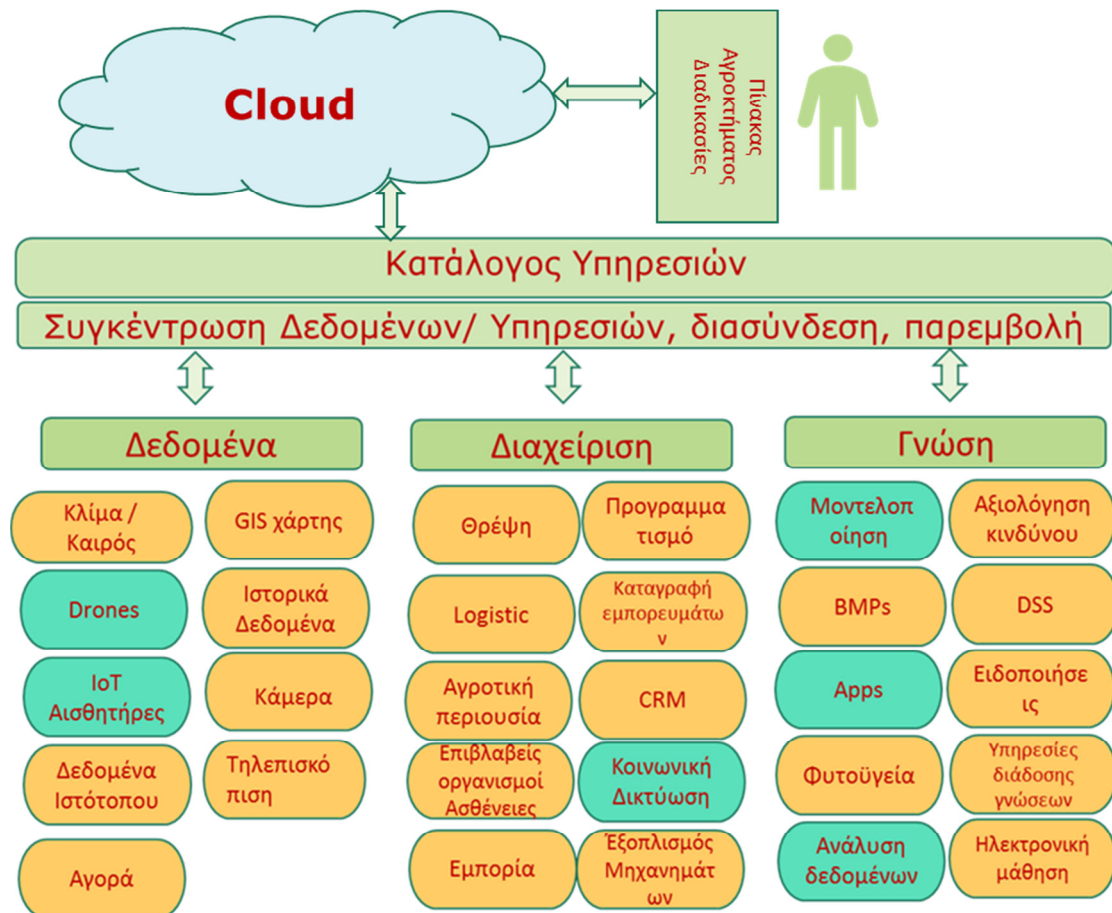 Cloud
Πίνακας
Αγροκτήματος
Διαδικασίες
Κατάλογος Υπηρεσιών
Συγκέντρωση Δεδομένων/ Υπηρεσιών, διασύνδεση, παρεμβολή
Δεδομένα
Κλίμα /
Καιρός
GIS χάρτης
Drones
Ιστορικά
Δεδομένα
IoT
Αισθητήρες
Κάμερα
Δεδομένα
Ιστότοπου
Τηλεπισκό
πιση
Αγορά
Διαχείριση
Θρέψη
Προγραμμα
τισμό
Logistic
Καταγραφή
εμπορευμάτω
ν
Αγροτική
περιουσία
CRM
Επιβλαβείς
οργανισμοί
Ασθένειες
Κοινωνική
Δικτύωση
Εμπορία
Έξοπλισμός
Μηχανημάτ
ων
Γνώση
Μοντελοπ
οίηση
Αξιολόγηση
κινδύνου
BMPs
DSS
Apps
Ειδοποιήσε
ις
Φυτοϋγεία
Υπηρεσίες
διάδοσης
γνώσεων
Ανάλυση
δεδομένων
Ηλεκτρονική
μάθηση